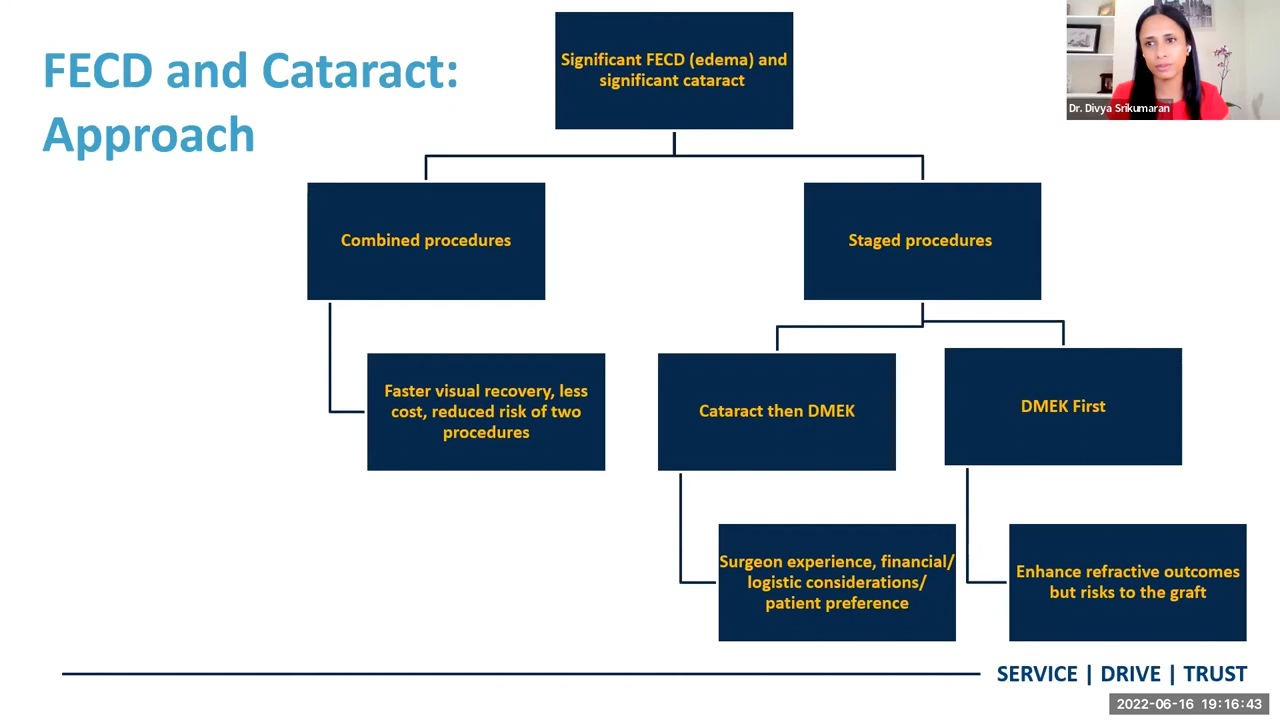 FECD and Cataract:
Approach
Significant FECD (edema) and
significant cataract
Dr. Divya Srikumaran
Combined procedures
Staged procedures
Faster visual recovery, less
cost, reduced risk of two
procedures
Cataract then DMEK
DMEK First
Surgeon experience, financial/
logistic considerations/
patient preference
Enhance refractive outcomes
but risks to the graft
SERVICE | DRIVE | TRUST
2022-06-16 19:16:43